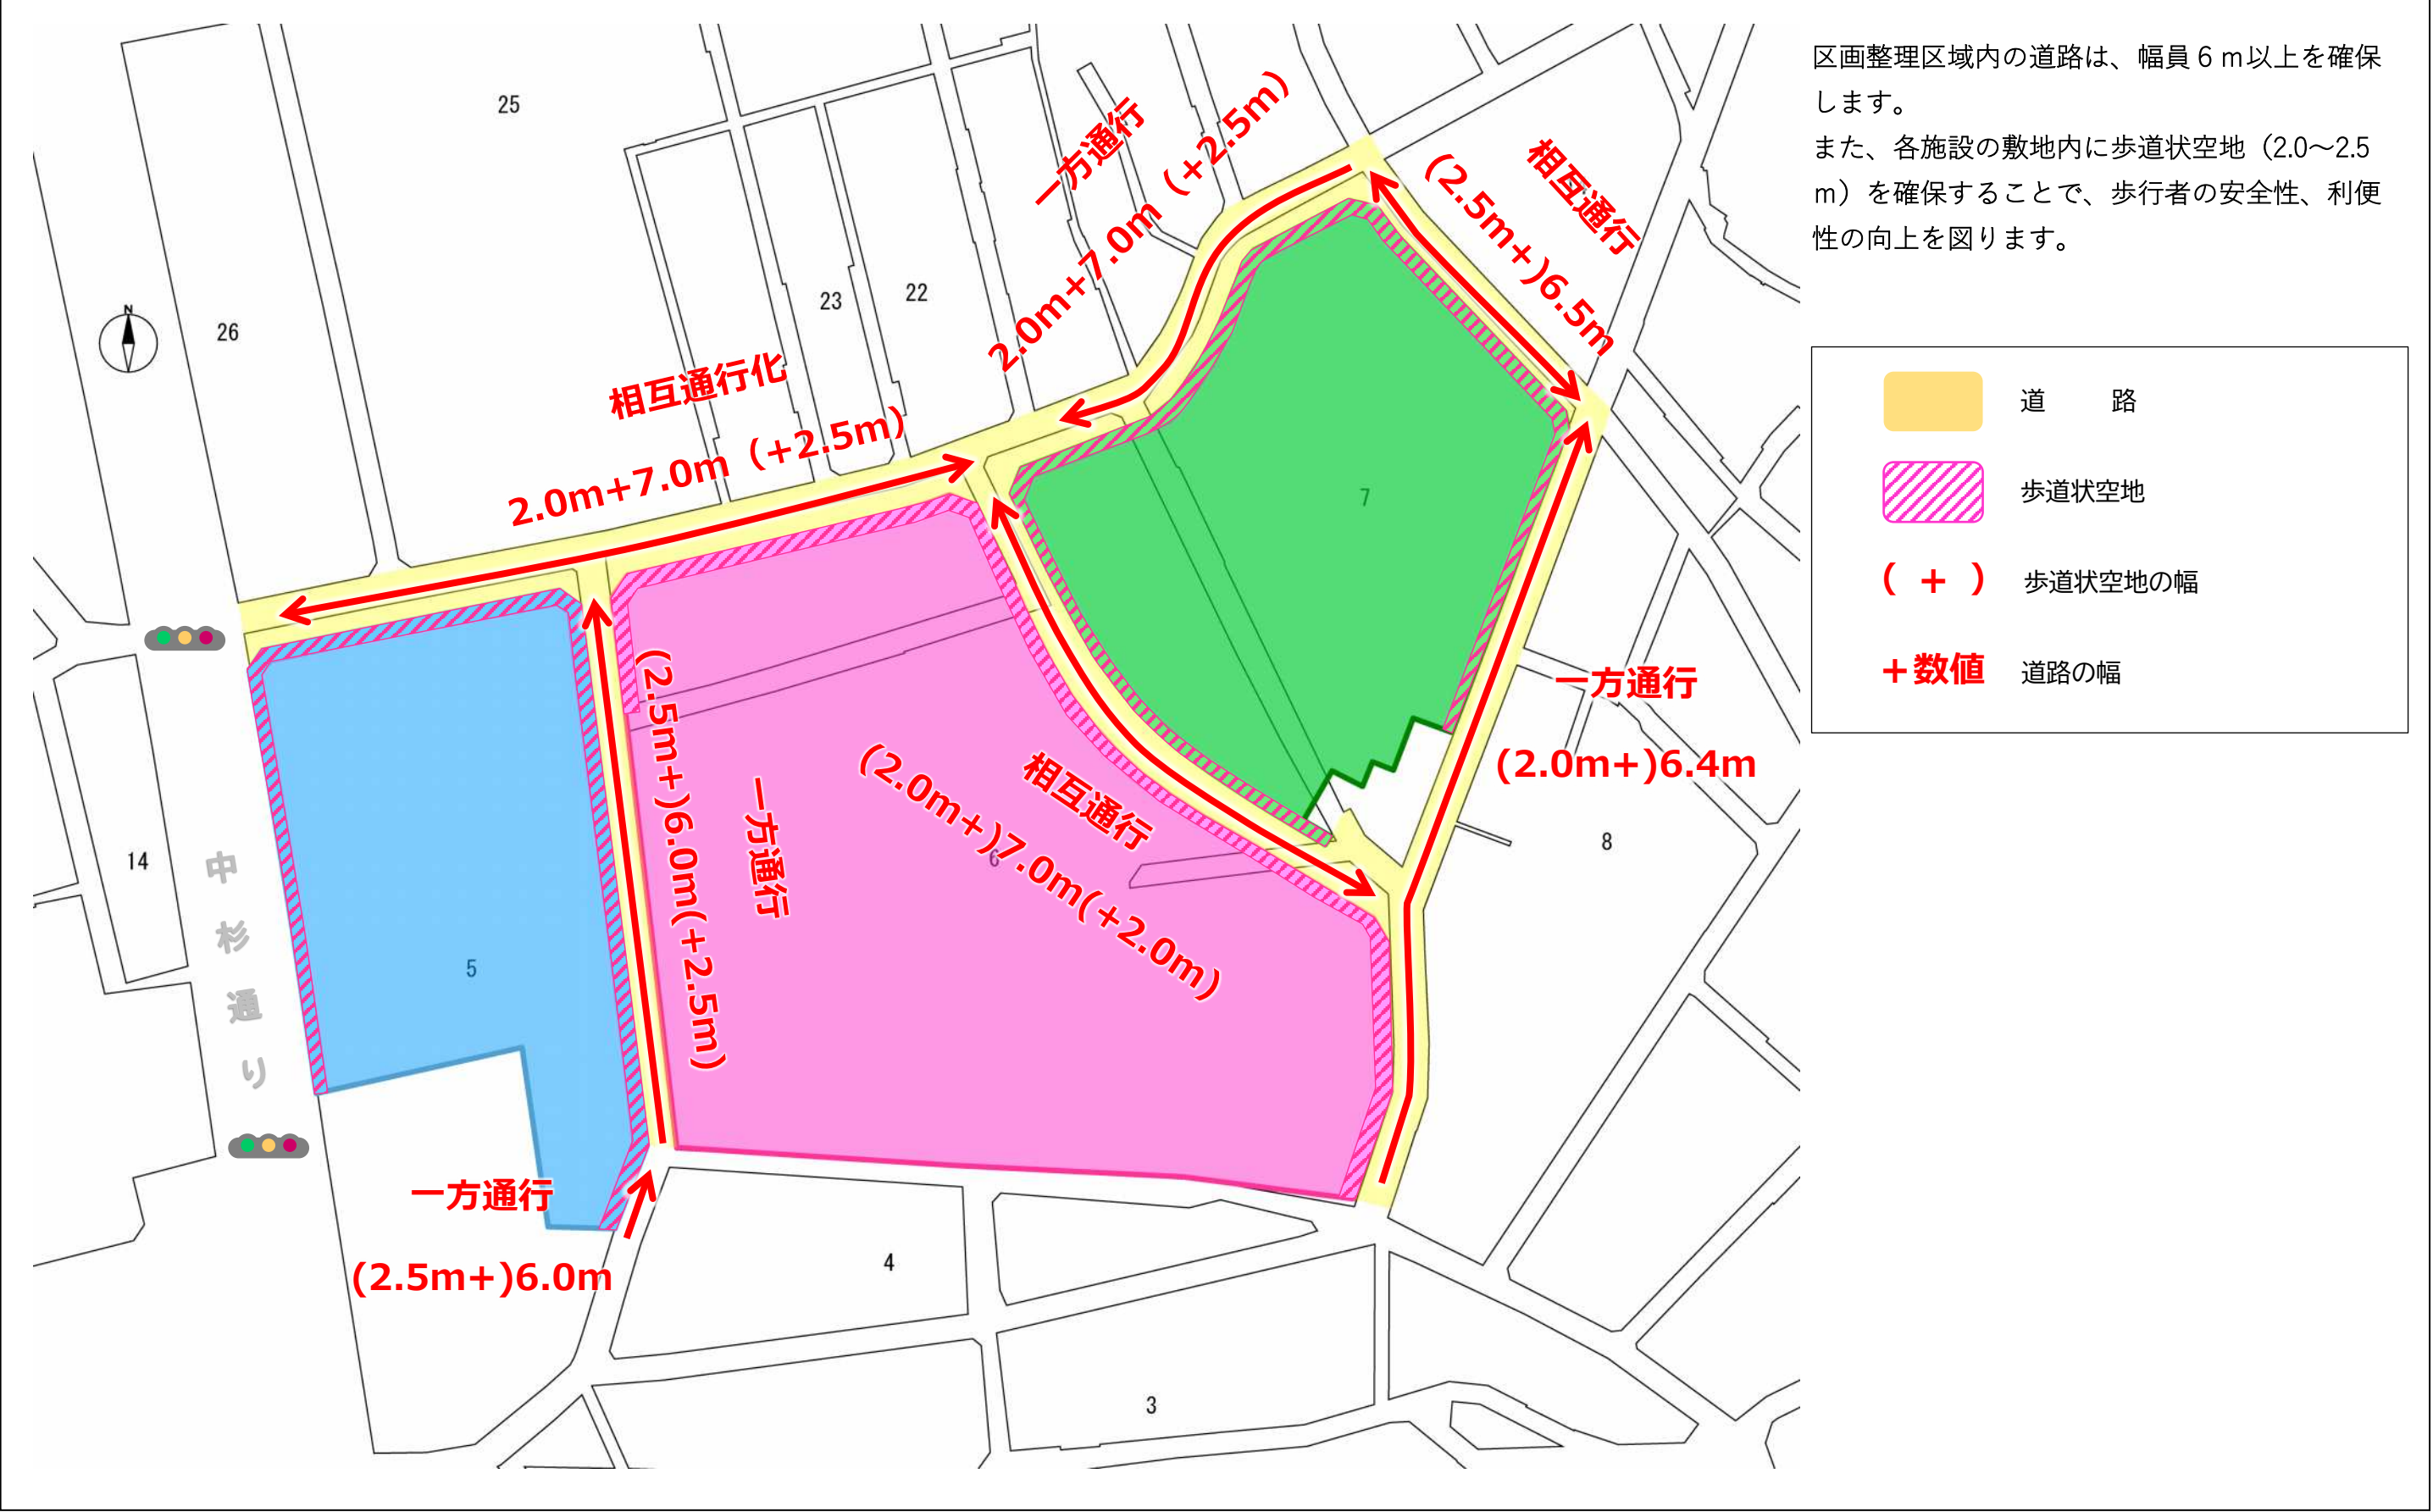 区画整理区域内の道路は、幅員６ｍ以上を確保
します。
また、各施設の敷地内に歩道状空地（2.0～2.5
ｍ）を確保することで、歩行者の安全性、利便
性の向上を図ります。
道　　路
歩道状空地
( + )　歩道状空地の幅
＋数値　道路の幅
25
26
N
23
22
一方通行
2.0m+7.0m（+2.5m）
相互通行
(2.5m+)6.5m
相互通行化
2.0m+7.0m（+2.5m）
7
一方通行
(2.0m+)6.4m
8
(2.5m+)6.0m(+2.5m)
一方通行
相互通行
(2.0m+)7.0m(+2.0m)
6
14
中杉通り
5
一方通行
(2.5m+)6.0m
4
3